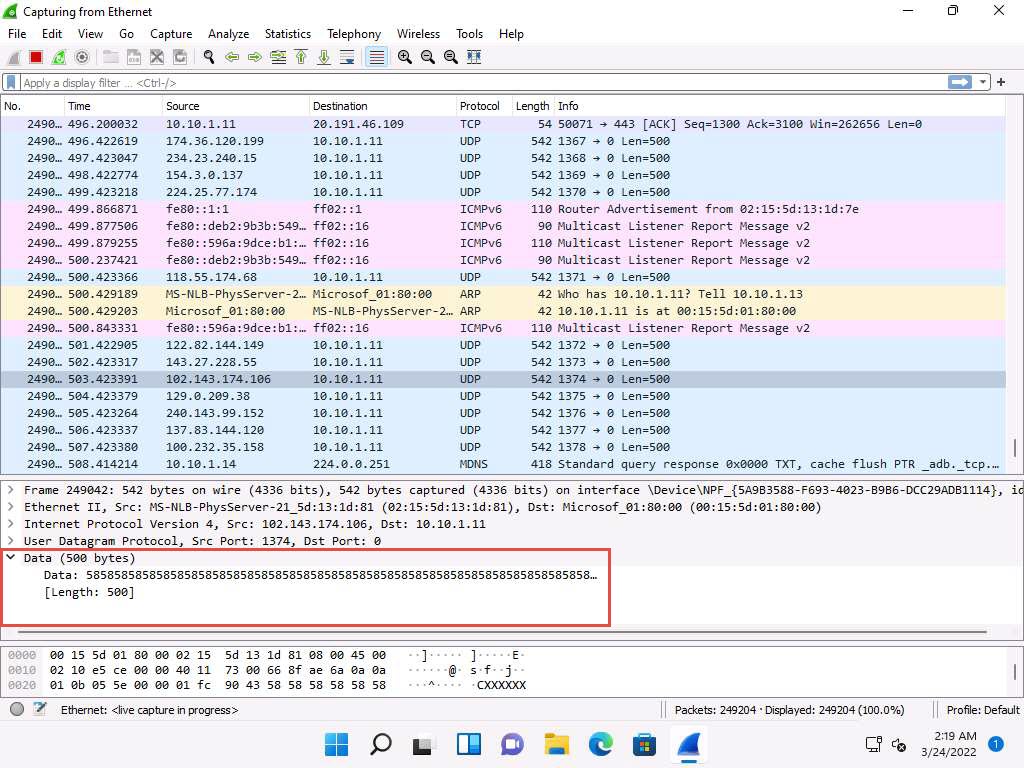 Capturing from Ethernet
File Edit View Go Capture Analyze Statistics Telephony Wireless Tools Help
Apply a display filter ... <Ctrl-/>
No. Time Source Destination Protocol Length Info
2490… 496.200032 10.10.1.11 20.191.46.109 TCP 54 50071 → 443 [ACK] Seq=1300 Ack=3100 Win=262656 Len=0
2490… 496.422619 174.36.120.199 10.10.1.11 UDP 542 1367 → 0 Len=500
2490… 497.423047 234.23.240.15 10.10.1.11 UDP 542 1368 → 0 Len=500
2490… 498.422774 154.3.0.137 10.10.1.11 UDP 542 1369 → 0 Len=500
2490… 499.423218 224.25.77.174 10.10.1.11 UDP 542 1370 → 0 Len=500
2490… 499.866871 fe80::1:1 ff02::1 ICMPv6 110 Router Advertisement from 02:15:5d:13:1d:7e
2490… 499.877506 fe80::deb2:9b3b:549… ff02::16 ICMPv6 90 Multicast Listener Report Message v2
2490… 499.879255 fe80::596a:9dce:b1:… ff02::16 ICMPv6 110 Multicast Listener Report Message v2
2490… 500.237421 fe80::deb2:9b3b:549… ff02::16 ICMPv6 90 Multicast Listener Report Message v2
2490… 500.423366 118.55.174.68 10.10.1.11 UDP 542 1371 → 0 Len=500
2490… 500.429189 MS-NLB-PhysServer-2… Microsof_01:80:00 ARP 42 Who has 10.10.1.11? Tell 10.10.1.13
2490… 500.429203 Microsof_01:80:00 MS-NLB-PhysServer-2… ARP 42 10.10.1.11 is at 00:15:5d:01:80:00
2490… 500.843331 fe80::596a:9dce:b1:… ff02::16 ICMPv6 110 Multicast Listener Report Message v2
2490… 501.422905 122.82.144.149 10.10.1.11 UDP 542 1372 → 0 Len=500
2490… 502.423317 143.27.228.55 10.10.1.11 UDP 542 1373 → 0 Len=500
2490… 503.423391 102.143.174.106 10.10.1.11 UDP 542 1374 → 0 Len=500
2490… 504.423379 129.0.209.38 10.10.1.11 UDP 542 1375 → 0 Len=500
2490… 505.423264 240.143.99.152 10.10.1.11 UDP 542 1376 → 0 Len=500
2490… 506.423337 137.83.144.120 10.10.1.11 UDP 542 1377 → 0 Len=500
2490… 507.423380 100.232.35.158 10.10.1.11 UDP 542 1378 → 0 Len=500
2490… 508.414214 10.10.1.14 224.0.0.251 MDNS 418 Standard query response 0x0000 TXT, cache flush PTR _adb._tcp.…
Frame 249042: 542 bytes on wire (4336 bits), 542 bytes captured (4336 bits) on interface \Device\NPF_{5A9B3588-F693-4023-B9B6-DCC29ADB1114}, id
Ethernet II, Src: MS-NLB-PhysServer-21_5d:13:1d:81 (02:15:5d:13:1d:81), Dst: Microsof_01:80:00 (00:15:5d:01:80:00)
Internet Protocol Version 4, Src: 102.143.174.106, Dst: 10.10.1.11
User Datagram Protocol, Src Port: 1374, Dst Port: 0
Data (500 bytes)
Data: 585858585858585858585858585858585858585858585858585858585858585858585858…
[Length: 500]
0000 00 15 5d 01 80 00 02 15 5d 13 1d 81 08 00 45 00 ··]····· ]·····E·
0010 02 10 e5 ce 00 00 40 11 73 00 66 8f ae 6a 0a 0a ······@· s·f··j··
0020 01 0b 05 5e 00 00 01 fc 90 43 58 58 58 58 58 58 ···^···· ·CXXXXXX
Ethernet: <live capture in progress> Packets: 249204 · Displayed: 249204 (100.0%) Profile: Default
2:19 AM
3/24/2022
1